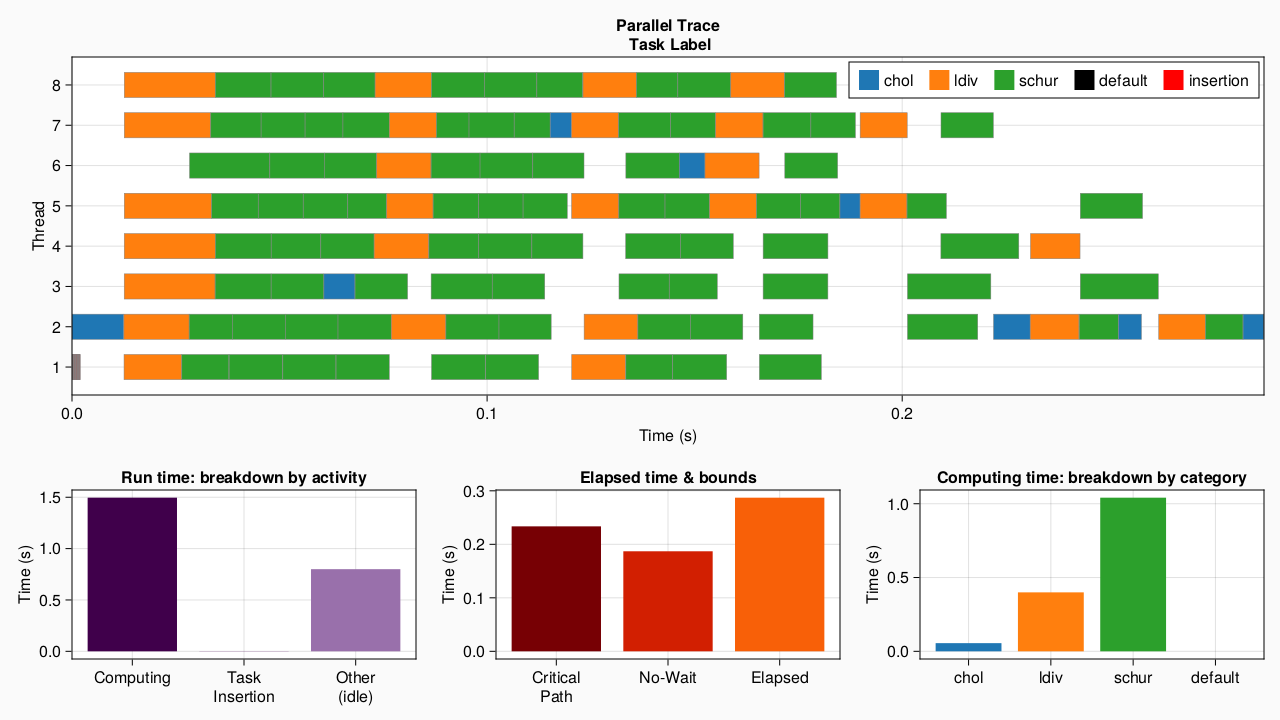 Parallel Trace
Task Label
Thread
8
7
6
5
4
3
2
1
chol ldiv schur default insertion
0.0 0.1 0.2
Time (s)
Run time: breakdown by activity
Time (s)
1.5
1.0
0.5
0.0
Computing Task Insertion Other (idle)
Elapsed time & bounds
Time (s)
0.3
0.2
0.1
0.0
Critical Path No-Wait Elapsed
Computing time: breakdown by category
Time (s)
1.0
0.5
0.0
chol ldiv schur default